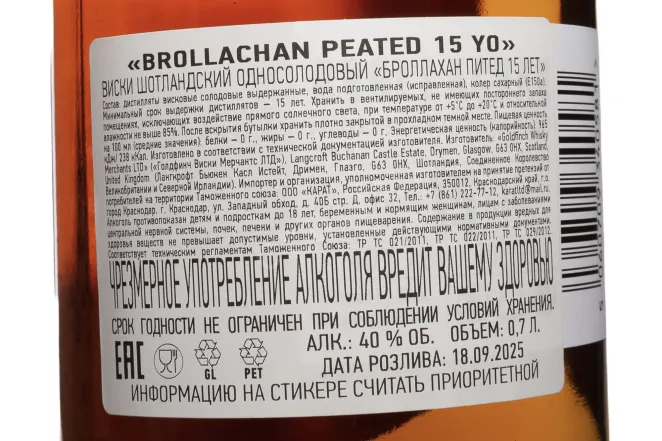 «BROLLACHAN PEATED 15 YO»
ВИСКИ ШОТЛАНДСКИЙ ОДНОСОЛОДОВЫЙ «БРОЛЛАХАН ПИТЕД 15 ЛЕТ»
Состав: дистилляты висковые солодовые выдержанные, вода подготовленная (исправленная), колер сахарный (E150a).
Минимальный срок выдержки дистиллятов – 15 лет. Хранить в вентилируемых, не имеющих постороннего запаха
помещениях, исключающих воздействие прямого солнечного света, при температуре от +5°С до +20°С и относительной
влажности не выше 85%. После вскрытия бутылки хранить плотно закрытой в прохладном темном месте. Пищевая ценность
на 100 мл (средние значения): белки – 0 г., жиры – 0 г., углеводы – 0 г. Энергетическая ценность (калорийность): 965
кДж/ 238 кКал. Изготовлено в соответствии с технической документацией изготовителя. Изготовитель: «Goldfinch Whisky
Merchants LTD» («Голдфинч Виски Мерчантс ЛТД»), Langcroft Buchanan Castle Estate, Drymen, Glasgow, G63 0HX, Scotland,
United Kingdom (Лангкрофт Бьюкен Касл Истейт, Дримен, Глазго, G63 0HX, Шотландия, Соединенное Королевство
Великобритании и Северной Ирландии). Импортер и организация, уполномоченная изготовителем на принятие претензий от
потребителей на территории Таможенного союза: ООО «КАРАТ», Российская Федерация, 350012, Краснодарский край, г.о.
город Краснодар, г. Краснодар, ул. Западный обход, д. 40Б стр. Д, офис 32, Тел.: +7 (861) 222-77-12, karatltd@mail.ru.
Алкоголь противопоказан детям и подросткам до 18 лет, беременным и кормящим женщинам, лицам с заболеваниями
центральной нервной системы, почек, печени и других органов пищеварения. Содержание в продукции вредных для
здоровья веществ не превышает допустимые уровни, установленные действующими нормативными документами.
Соответствует техническим регламентам Таможенного Союза: ТР ТС 021/2011, ТР ТС 022/2011, ТР ТС 029/2012.
ЧРЕЗМЕРНОЕ УПОТРЕБЛЕНИЕ АЛКОГОЛЯ ВРЕДИТ ВАШЕМУ ЗДОРОВЬЮ
СРОК ГОДНОСТИ НЕ ОГРАНИЧЕН ПРИ СОБЛЮДЕНИИ УСЛОВИЙ ХРАНЕНИЯ.
АЛК.: 40 % ОБ. ОБЪЕМ: 0,7 Л.
ДАТА РОЗЛИВА: 18.09.2025
EAC GL PET
ИНФОРМАЦИЮ НА СТИКЕРЕ СЧИТАТЬ ПРИОРИТЕТНОЙ